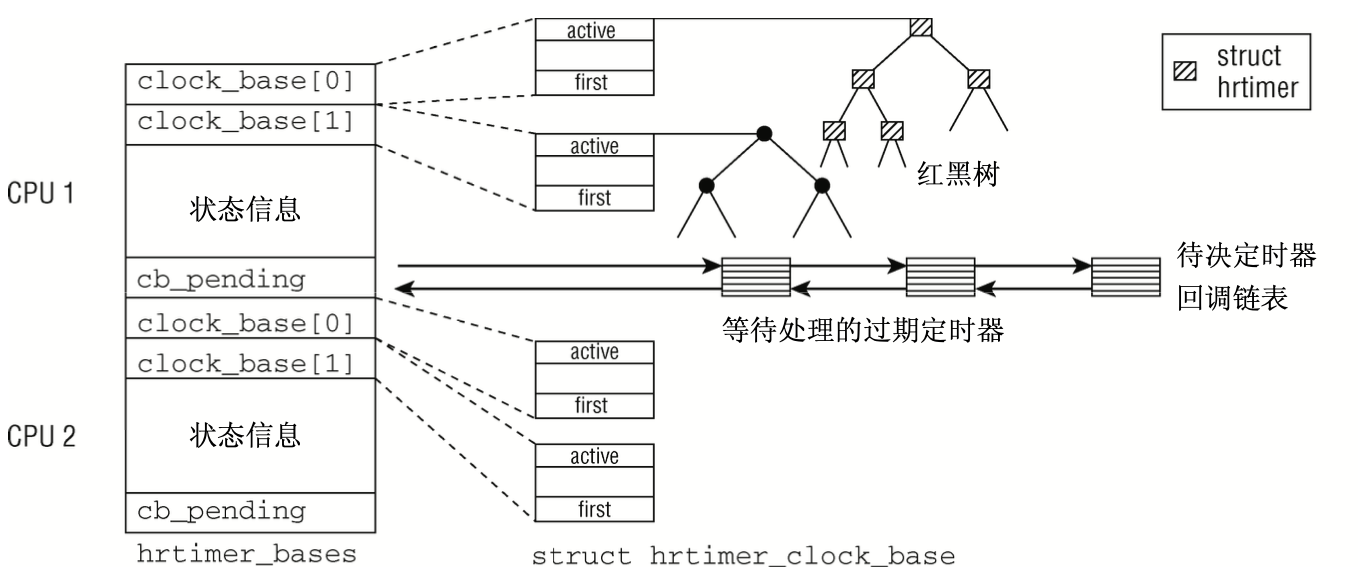 CPU 1
clock_base[0]
clock_base[1]
状态信息
cb_pending
CPU 2
clock_base[0]
clock_base[1]
状态信息
cb_pending
hrtimer_bases
active
first
active
first
active
first
active
first
struct hrtimer_clock_base
红黑树
struct
hrtimer
待决定时器
回调链表
等待处理的过期定时器